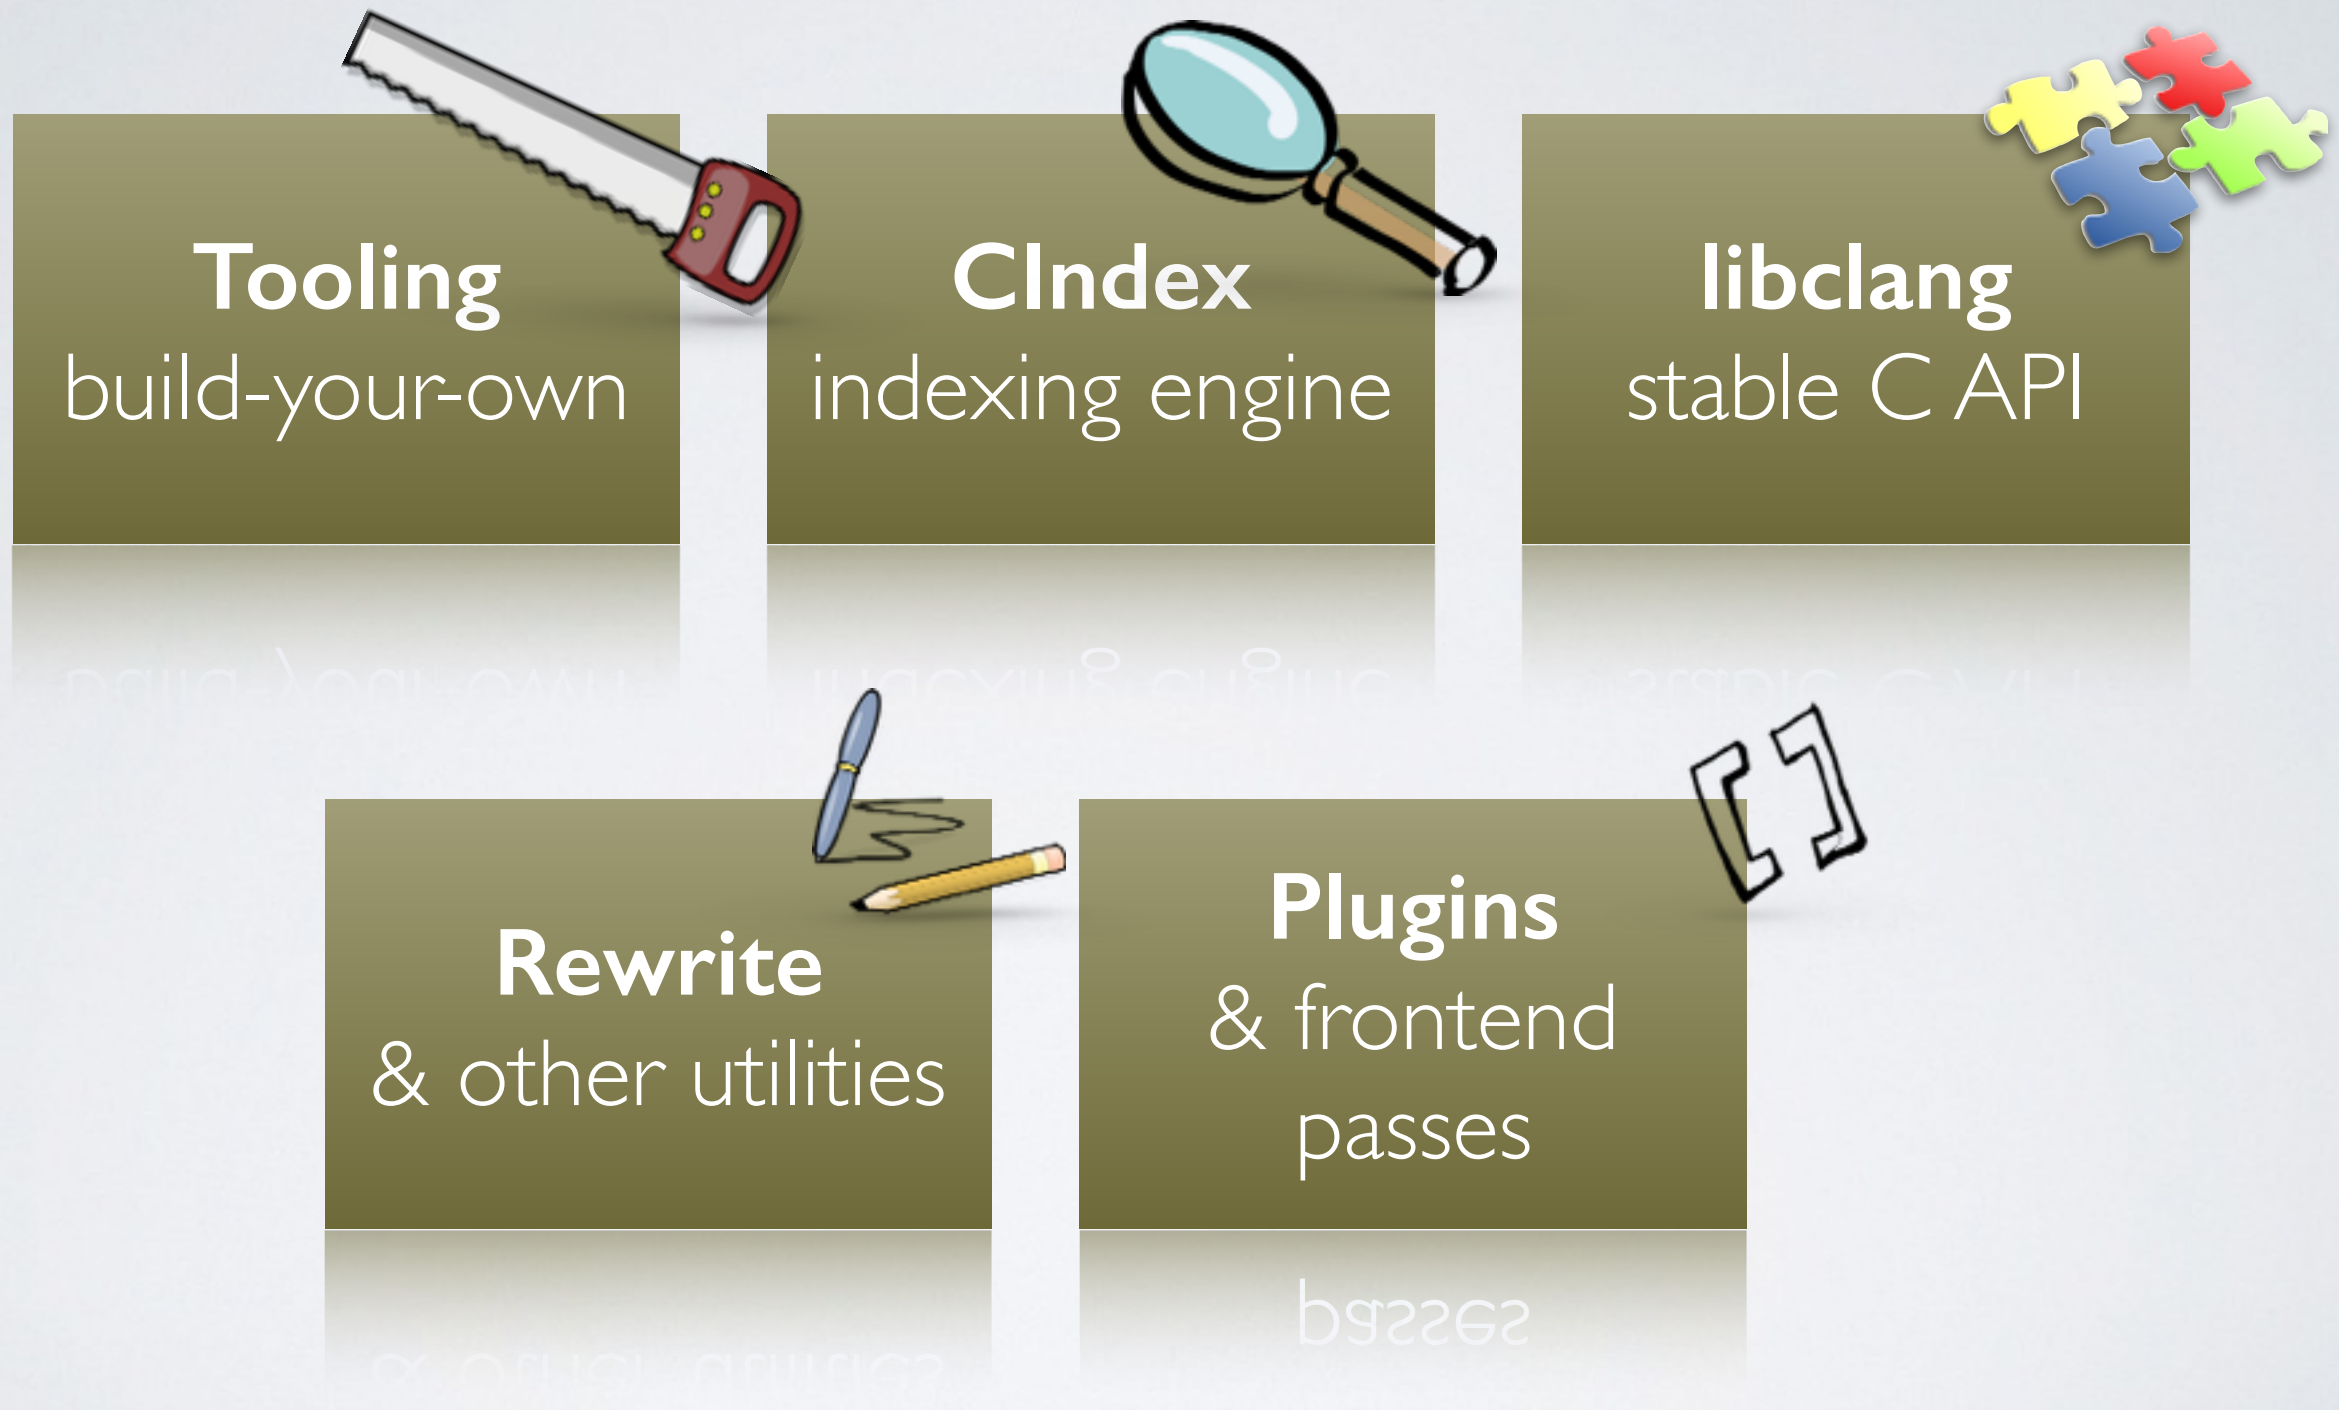 Tooling
build-your-own
CIndex
indexing engine
libclang
stable C API
Rewrite
& other utilities
Plugins
& frontend
passes